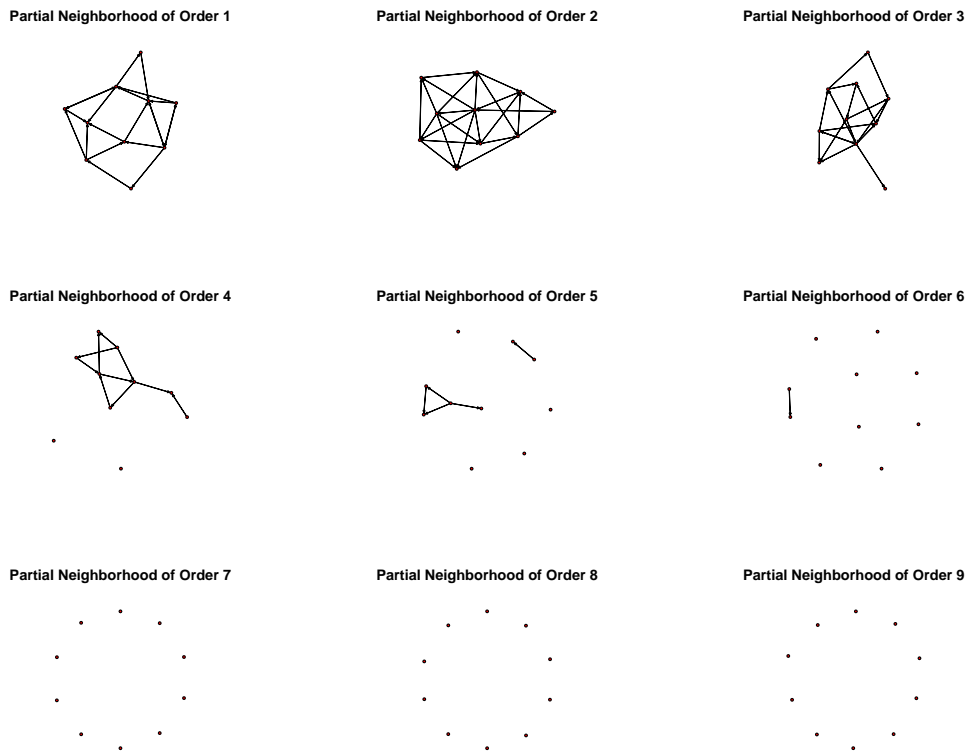 Partial Neighborhood of Order 1
Partial Neighborhood of Order 2
Partial Neighborhood of Order 3
Partial Neighborhood of Order 4
Partial Neighborhood of Order 5
Partial Neighborhood of Order 6
Partial Neighborhood of Order 7
Partial Neighborhood of Order 8
Partial Neighborhood of Order 9